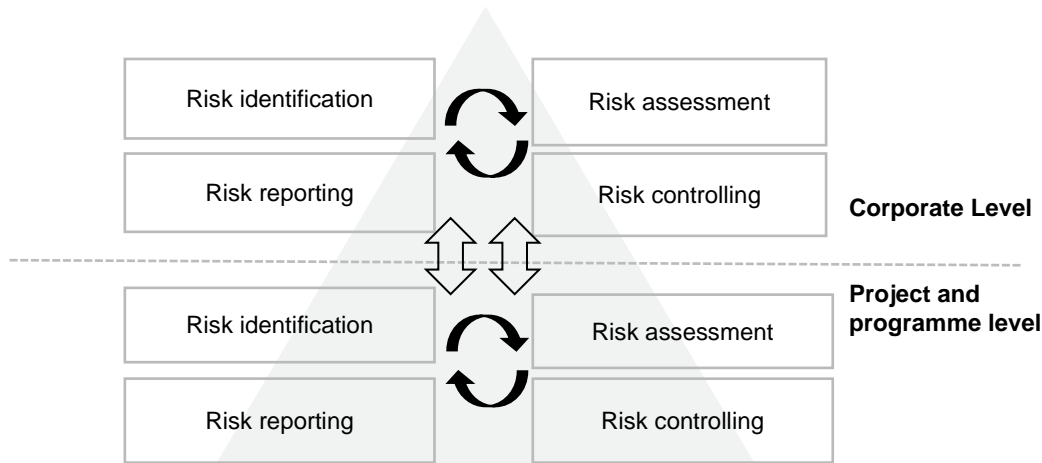 Risk identification
Risk assessment
Risk reporting
Risk controlling
Corporate Level
Project and
programme level
Risk identification
Risk assessment
Risk reporting
Risk controlling